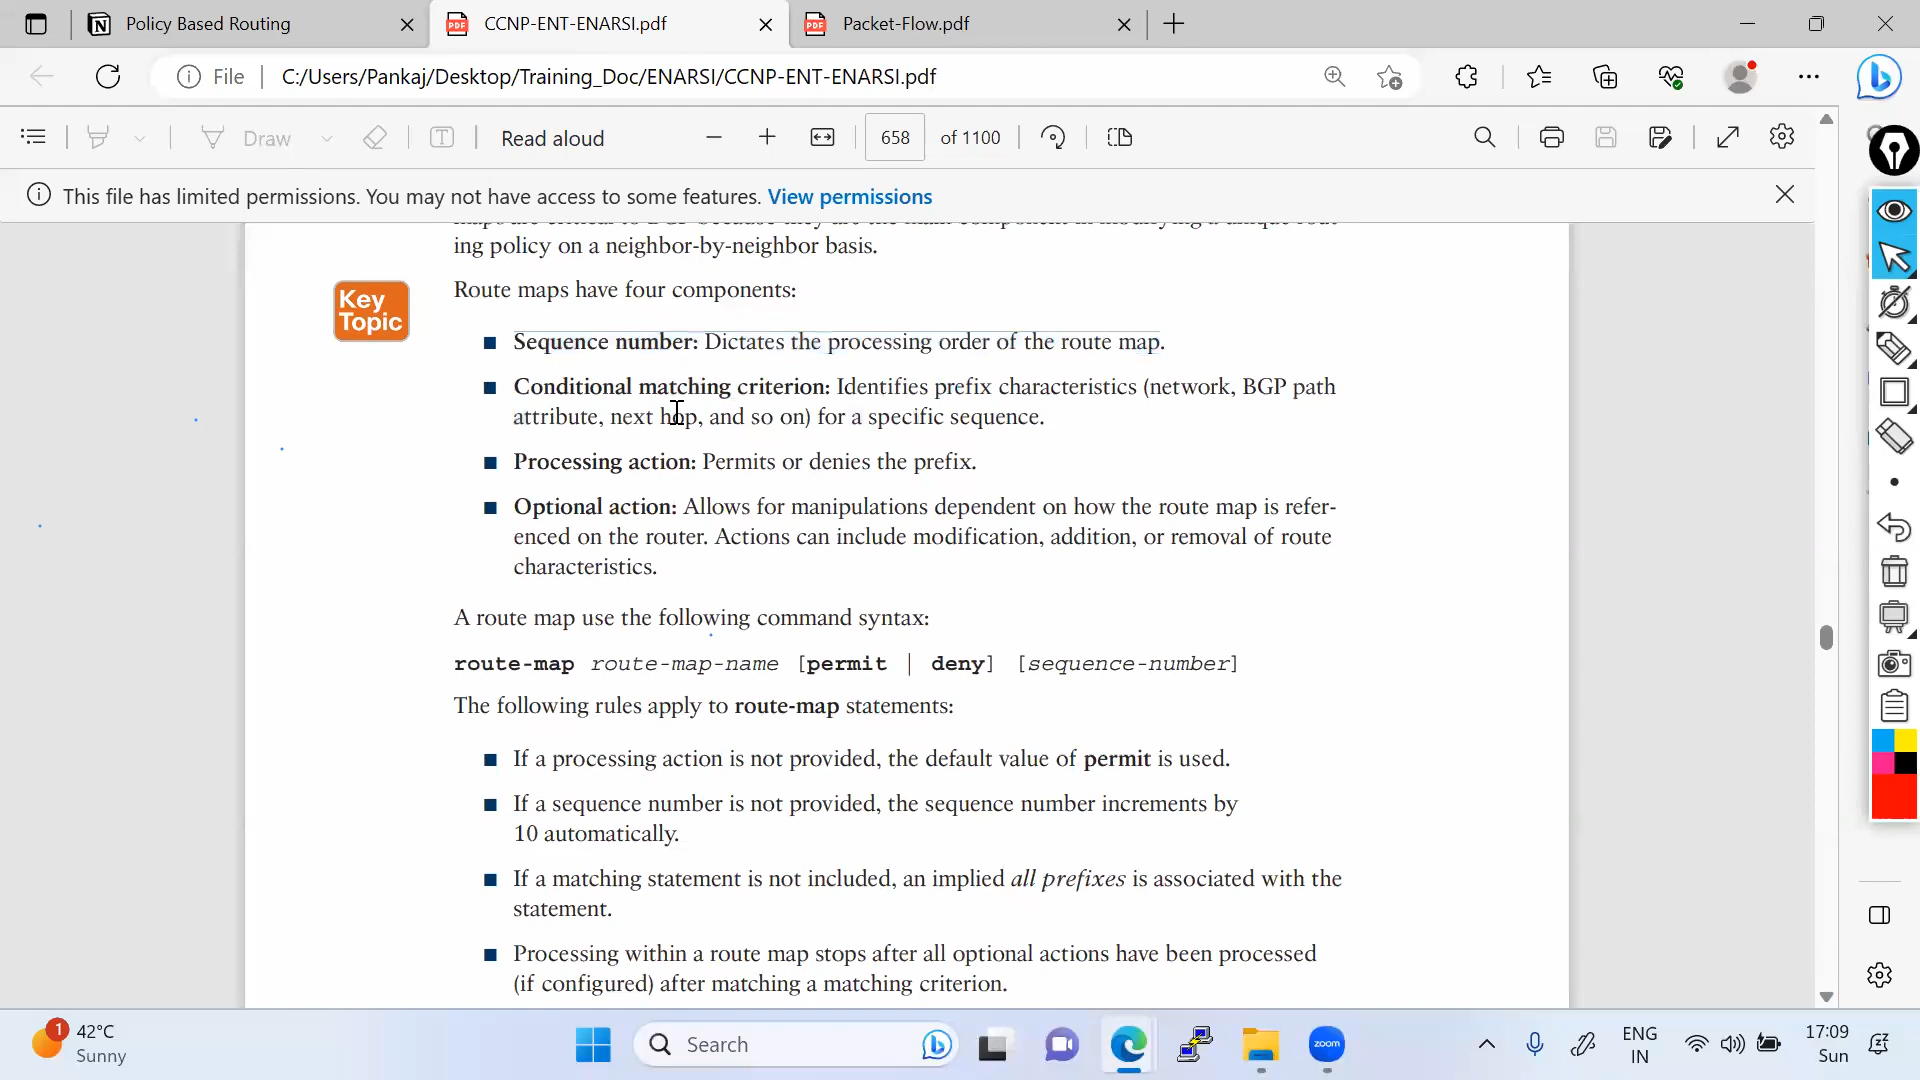 Policy Based Routing
CCNP-ENT-ENARSI.pdf
Packet-Flow.pdf
File
C:/Users/Pankaj/Desktop/Training_Doc/ENARSI/CCNP-ENT-ENARSI.pdf
Draw
Read aloud
658 of 1100
This file has limited permissions. You may not have access to some features. View permissions
ing policy on a neighbor-by-neighbor basis.
Key
Topic
Route maps have four components:
■ Sequence number: Dictates the processing order of the route map.
■ Conditional matching criterion: Identifies prefix characteristics (network, BGP path
attribute, next hop, and so on) for a specific sequence.
■ Processing action: Permits or denies the prefix.
■ Optional action: Allows for manipulations dependent on how the route map is refer-
enced on the router. Actions can include modification, addition, or removal of route
characteristics.
A route map use the following command syntax:
route-map route-map-name [permit | deny] [sequence-number]
The following rules apply to route-map statements:
■ If a processing action is not provided, the default value of permit is used.
■ If a sequence number is not provided, the sequence number increments by
10 automatically.
■ If a matching statement is not included, an implied all prefixes is associated with the
statement.
■ Processing within a route map stops after all optional actions have been processed
(if configured) after matching a matching criterion.
1
42°C
Sunny
Search
zoom
ENG
IN
17:09
Sun